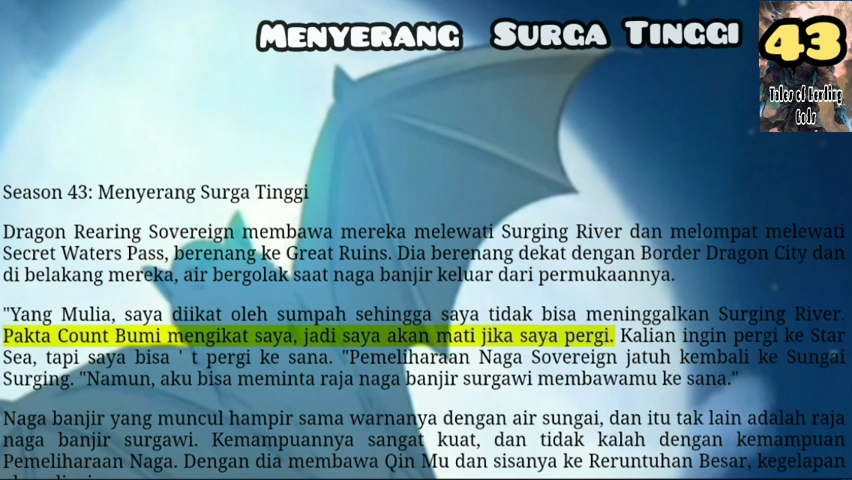 MENYERANG SURGA TINGGI
43
Tales of Herding
Gods
Season 43: Menyerang Surga Tinggi
Dragon Rearing Sovereign membawa mereka melewati Surging River dan melompat melewati
Secret Waters Pass, berenang ke Great Ruins. Dia berenang dekat dengan Border Dragon City dan
di belakang mereka, air bergolak saat naga banjir keluar dari permukaannya.
"Yang Mulia, saya diikat oleh sumpah sehingga saya tidak bisa meninggalkan Surging River.
Pakta Count Bumi mengikat saya, jadi saya akan mati jika saya pergi. Kalian ingin pergi ke Star
Sea, tapi saya bisa ' t pergi ke sana. "Pemeliharaan Naga Sovereign jatuh kembali ke Sungai
Surging. "Namun, aku bisa meminta raja naga banjir surgawi membawamu ke sana."
Naga banjir yang muncul hampir sama warnanya dengan air sungai, dan itu tak lain adalah raja
naga banjir surgawi. Kemampuannya sangat kuat, dan tidak kalah dengan kemampuan
Pemeliharaan Naga. Dengan dia membawa Qin Mu dan sisanya ke Reruntuhan Besar, kegelapan